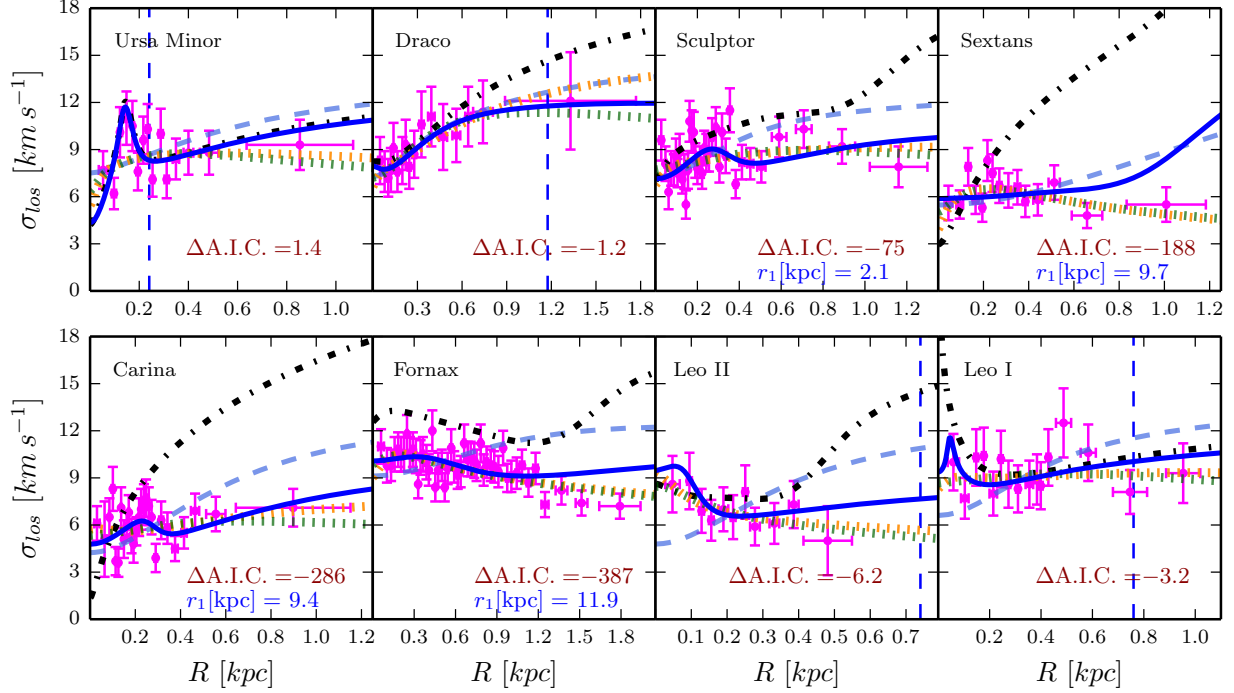 18
15
12
9
6
3
0
σ_los [km s⁻¹]
Ursa Minor
ΔA.I.C. =1.4
0.2 0.4 0.6 0.8 1.0
Draco
ΔA.I.C. =−1.2
0.3 0.6 0.9 1.2 1.5 1.8
Sculptor
ΔA.I.C. =−75
r₁[kpc] = 2.1
0.2 0.4 0.6 0.8 1.0 1.2
Sextans
ΔA.I.C. =−188
r₁[kpc] = 9.7
0.2 0.4 0.6 0.8 1.0 1.2
18
15
12
9
6
3
0
σ_los [km s⁻¹]
Carina
ΔA.I.C. =−286
r₁[kpc] = 9.4
0.2 0.4 0.6 0.8 1.0 1.2
R [kpc]
Fornax
ΔA.I.C. =−387
r₁[kpc] = 11.9
0.3 0.6 0.9 1.2 1.5 1.8
R [kpc]
Leo II
ΔA.I.C. =−6.2
0.1 0.2 0.3 0.4 0.5 0.6 0.7
R [kpc]
Leo I
ΔA.I.C. =−3.2
0.2 0.4 0.6 0.8 1.0
R [kpc]